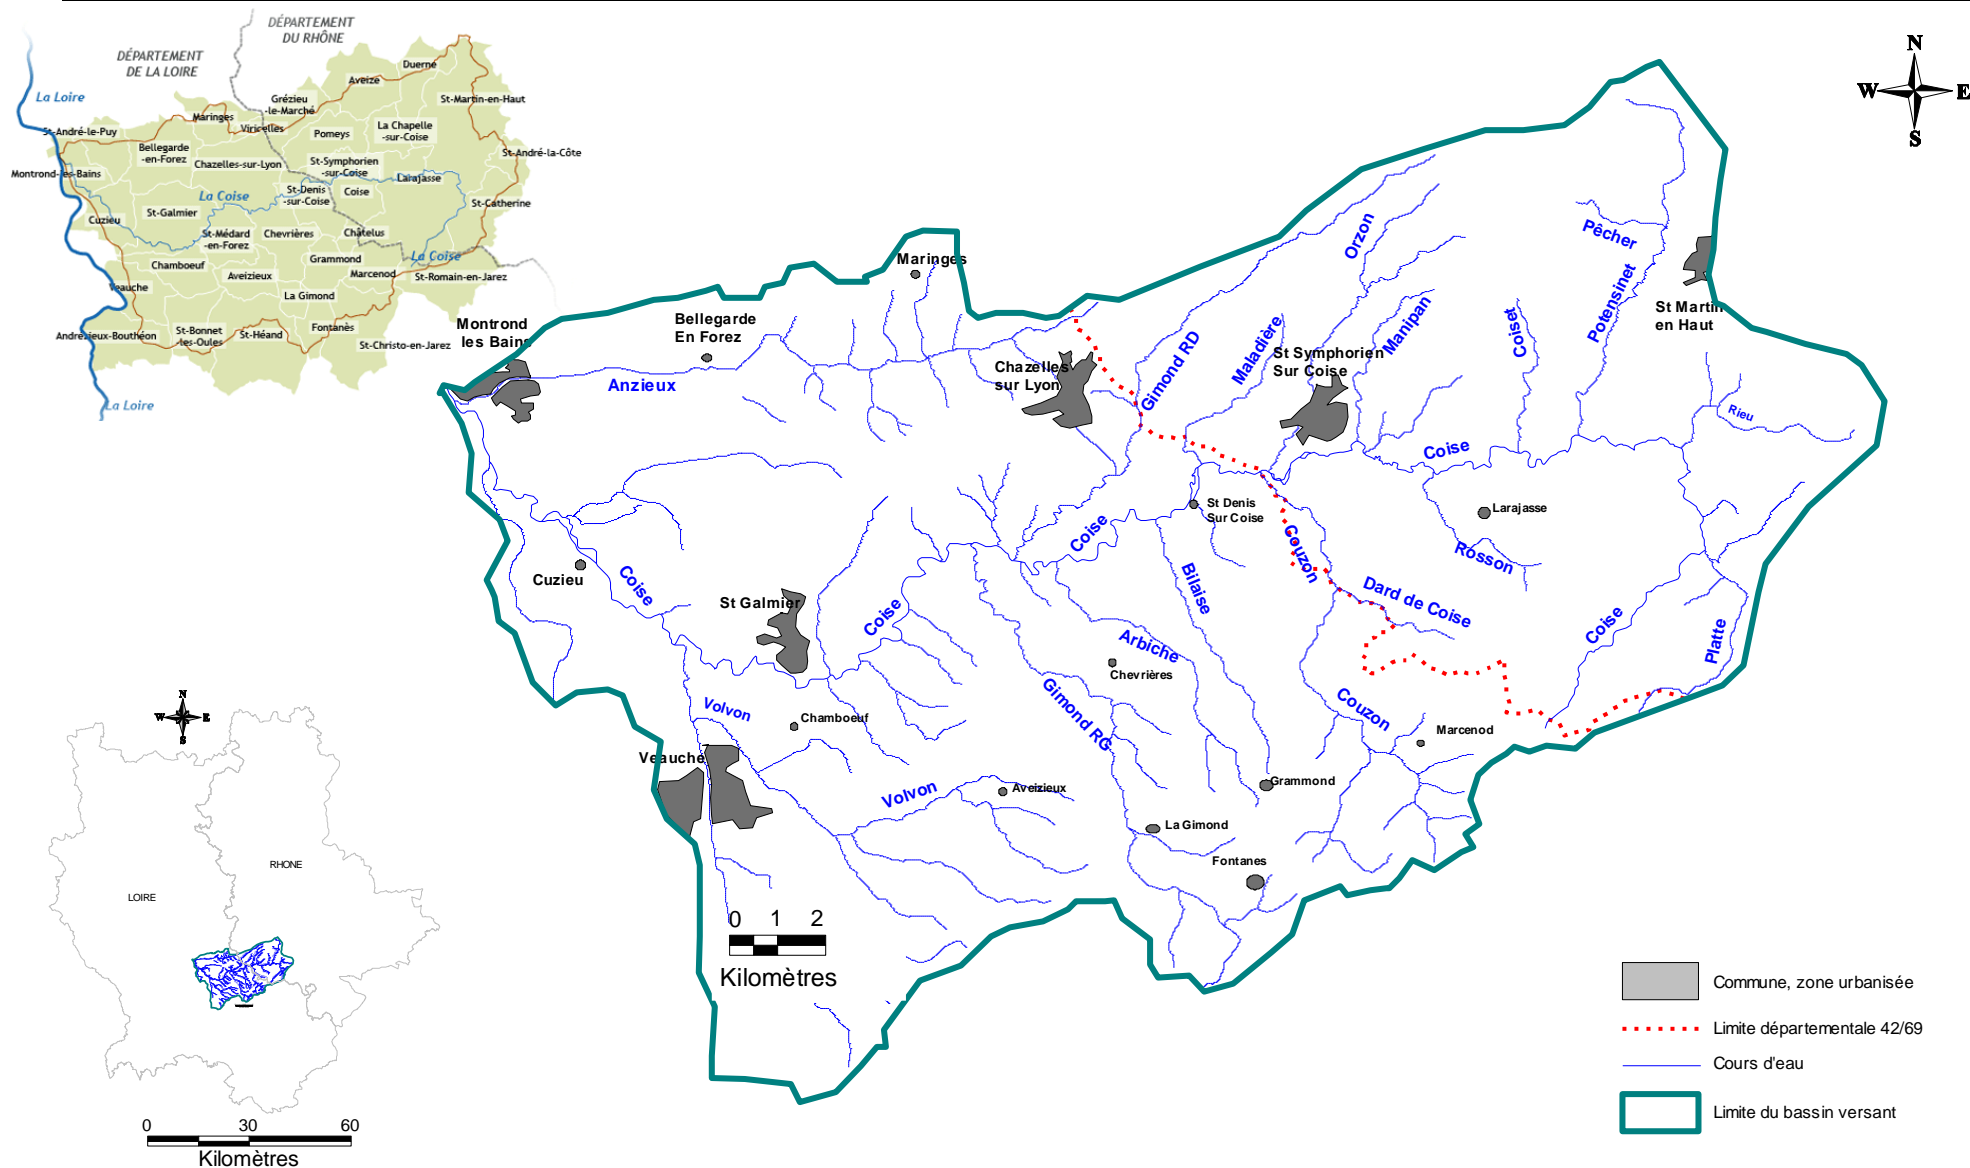 DÉPARTEMENT
DU RHÔNE
DÉPARTEMENT
DE LA LOIRE
La Loire
Duerne
Aveize
Grézieu
-le-Marché
St-Martin-en-Haut
Maringes
Viricelles
St-André-le-Puy
Pomeys
La Chapelle
-sur-Coise
Bellegarde
-en-Forez
Chazelles-sur-Lyon
St-Symphorien
-sur-Coise
St-André-la-Côte
Montrond-les-Bains
Larajasse
La Coise
St-Denis
-sur-Coise
Coise
St-Catherine
Cuzieu
St-Galmier
St-Médard
-en-Forez
Chevrières
Châtelus
La Coise
Chamboeuf
Aveizieux
Grammond
Marcenod
St-Romain-en-Jarez
Veauche
La Gimond
Andrézieux-Bouthéon
St-Bonnet
-les-Oules
St-Héand
Fontanès
St-Christo-en-Jarez
La Loire
N
W E
S
Maringes
Orzon
Pêcher
Potensinet
St Martin
en Haut
Montrond
les Bains
Bellegarde
En Forez
Anzieux
Chazelles
sur Lyon
Gimond RD
Maladière
St Symphorien
Sur Coise
Manipan
Coiset
Rieu
Coise
St Denis
Sur Coise
Larajasse
Rosson
Coise
Couzon
Cuzieu
Coise
St Galmier
Coise
Bilaise
Dard de Coise
Coise
Platte
Arbiche
Chevrières
Gimond RG
Couzon
Marcenod
Volvon
Chamboeuf
Veauche
Volvon
Aveizieux
Grammond
La Gimond
Fontanes
0 1 2
Kilomètres
N
W E
S
LOIRE
RHONE
0 30 60
Kilomètres
Commune, zone urbanisée
Limite départementale 42/69
Cours d'eau
Limite du bassin versant